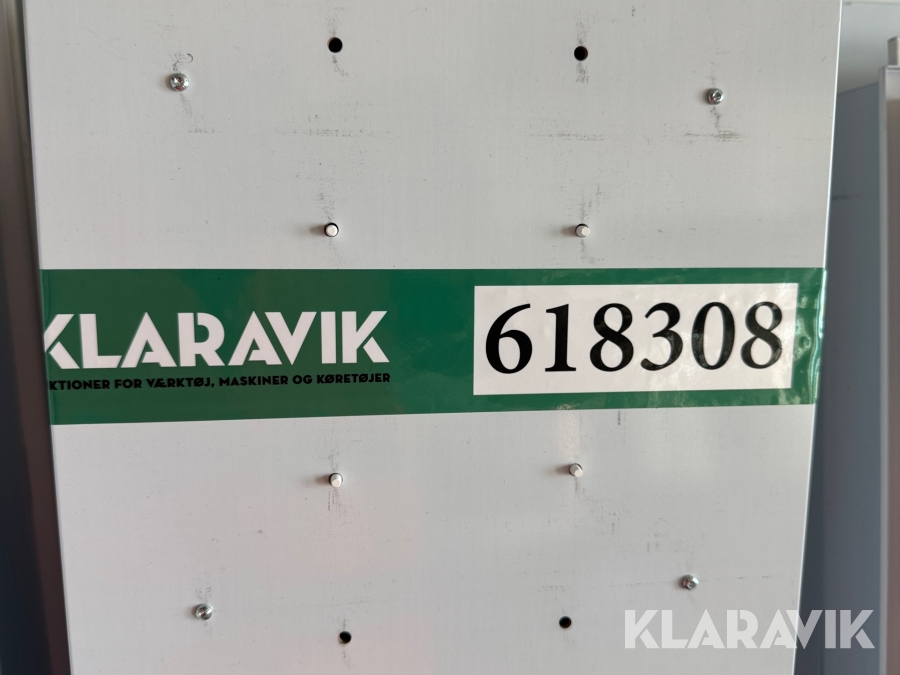 KLARAVIK
KTIONER FOR VÆRKTØJ, MASKINER OG KØRETØJER
618308
KLARAVIK